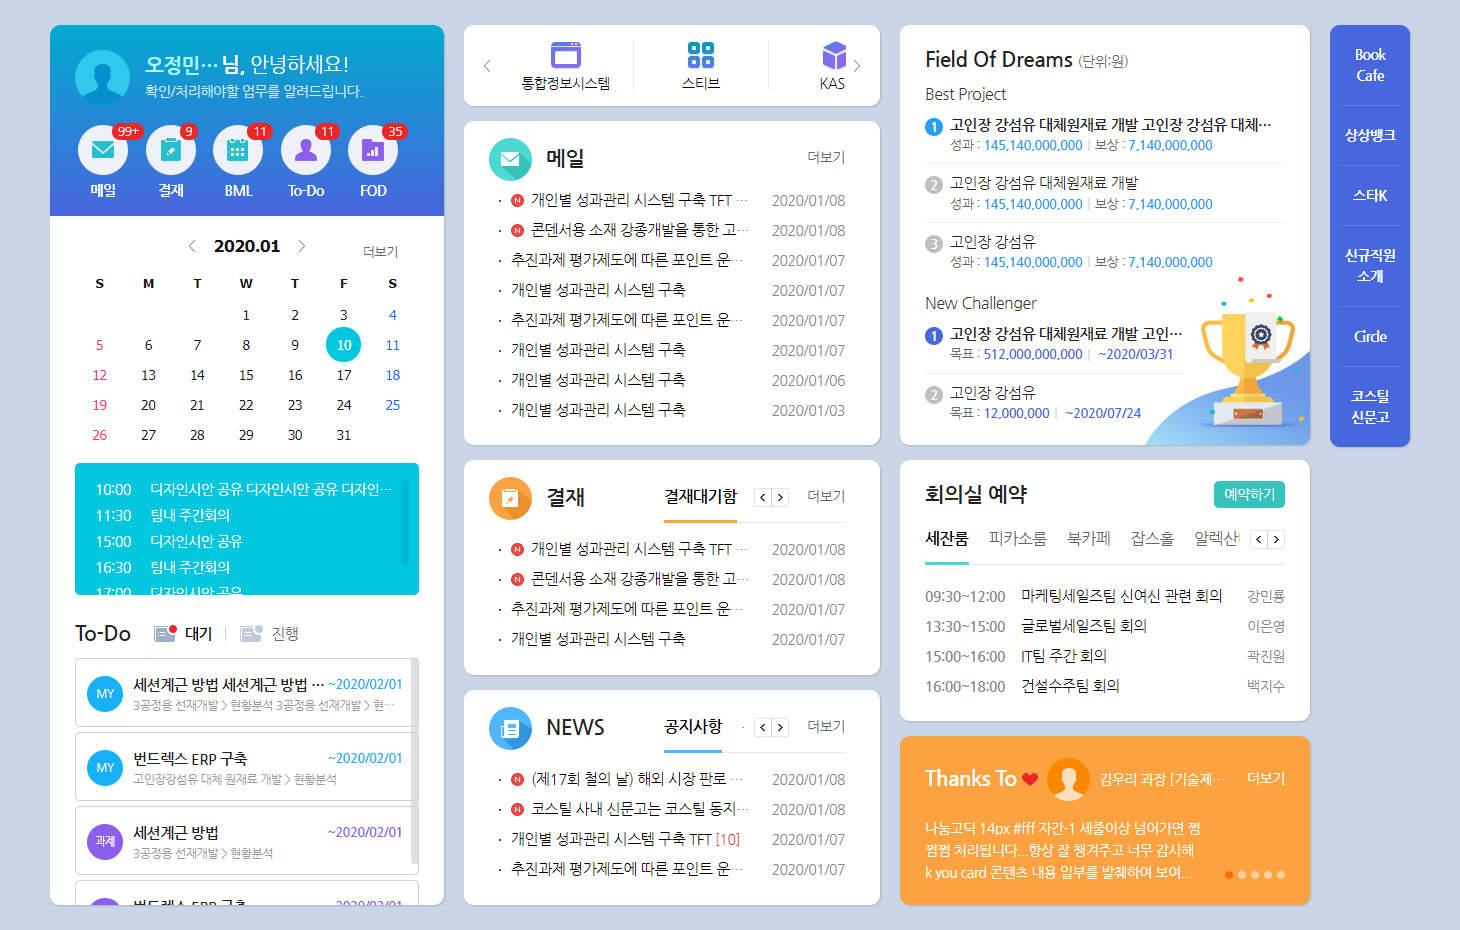 오정민… 님, 안녕하세요!
확인/처리해야할 업무를 알려드립니다.
99+ 9 11 11 35
메일 결재 BML To-Do FOD
2020.01 더보기
S M T W T F S
1 2 3 4
5 6 7 8 9 10 11
12 13 14 15 16 17 18
19 20 21 22 23 24 25
26 27 28 29 30 31
10:00 디자인시안 공유 디자인시안 공유 디자인…
11:30 팀내 주간회의
15:00 디자인시안 공유
16:30 팀내 주간회의
17:00 디자인시안 공유
To-Do 대기 진행
MY 세션계근 방법 세션계근 방법 … ~2020/02/01
3공정용 선재개발 > 현황분석 3공정용 선재개발 > 현…
MY 번드렉스 ERP 구축 ~2020/02/01
고인장강섬유 대체 원재료 개발 > 현황분석
과제 세션계근 방법 ~2020/02/01
3공정용 선재개발 > 현황분석
번드렉스 ERP 구축 ~2020/02/01
통합정보시스템 스티브 KAS
메일 더보기
N 개인별 성과관리 시스템 구축 TFT … 2020/01/08
N 콘덴서용 소재 강종개발을 통한 고… 2020/01/08
추진과제 평가제도에 따른 포인트 운… 2020/01/07
개인별 성과관리 시스템 구축 2020/01/07
추진과제 평가제도에 따른 포인트 운… 2020/01/07
개인별 성과관리 시스템 구축 2020/01/07
개인별 성과관리 시스템 구축 2020/01/06
개인별 성과관리 시스템 구축 2020/01/03
결재 결재대기함 더보기
N 개인별 성과관리 시스템 구축 TFT … 2020/01/08
N 콘덴서용 소재 강종개발을 통한 고… 2020/01/08
추진과제 평가제도에 따른 포인트 운… 2020/01/07
개인별 성과관리 시스템 구축 2020/01/07
NEWS 공지사항 더보기
N (제17회 철의 날) 해외 시장 판로 … 2020/01/08
N 코스틸 사내 신문고는 코스틸 동지… 2020/01/08
개인별 성과관리 시스템 구축 TFT [10] 2020/01/07
추진과제 평가제도에 따른 포인트 운… 2020/01/07
Field Of Dreams (단위:원)
Best Project
1 고인장 강섬유 대체원재료 개발 고인장 강섬유 대체…
성과 : 145,140,000,000 | 보상 : 7,140,000,000
2 고인장 강섬유 대체원재료 개발
성과 : 145,140,000,000 | 보상 : 7,140,000,000
3 고인장 강섬유
성과 : 145,140,000,000 | 보상 : 7,140,000,000
New Challenger
1 고인장 강섬유 대체원재료 개발 고인…
목표 : 512,000,000,000 | ~2020/03/31
2 고인장 강섬유
목표 : 12,000,000 | ~2020/07/24
회의실 예약 예약하기
세잔룸 피카소룸 북카페 잡스홀 알렉산
09:30~12:00 마케팅세일즈팀 신여신 관련 회의 강민룡
13:30~15:00 글로벌세일즈팀 회의 이은영
15:00~16:00 IT팀 주간 회의 곽진원
16:00~18:00 건설수주팀 회의 백지수
Thanks To 김우리 과장 [기술제… 더보기
나눔고딕 14px #fff 자간-1 세줄이상 넘어가면 쩜
쩜쩜 처리됩니다...항상 잘 챙겨주고 너무 감사해
k you card 콘텐츠 내용 일부를 발췌하여 보여...
Book
Cafe
상상뱅크
스타K
신규직원
소개
Circle
코스틸
신문고